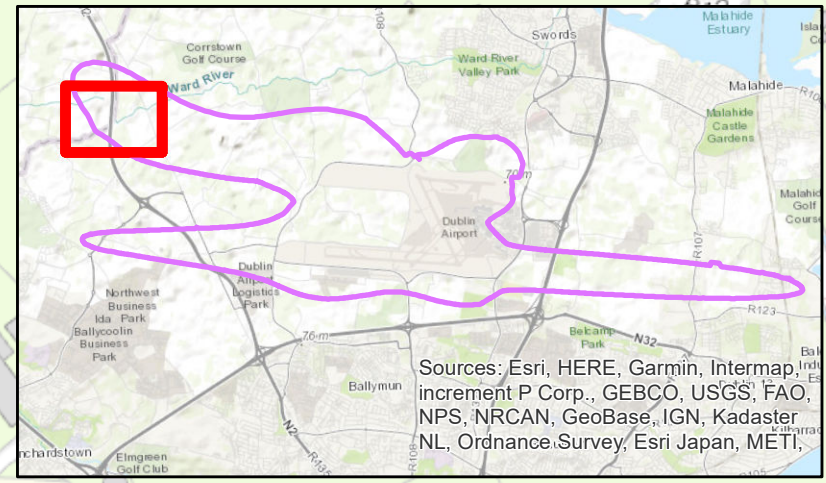 Malahide
Estuary
Swords
Corrstown
Golf Course
Ward River
Valley Park
Ward River
Malahide
Malahide
Castle
Gardens
70 m
Dublin
Airport
R107
Golf
Dublin
Airport
Logistics
Park
Northwest
Business
Ida Park
Ballycoolin
Business
Park
R123
76 m
Belcamp
Park
N32
Ballymun
Sources: Esri, HERE, Garmin, Intermap,
increment P Corp., GEBCO, USGS, FAO,
NPS, NRCAN, GeoBase, IGN, Kadaster
NL, Ordnance Survey, Esri Japan, METI,
N2
R135
R108
Elmgreen
Golf Club